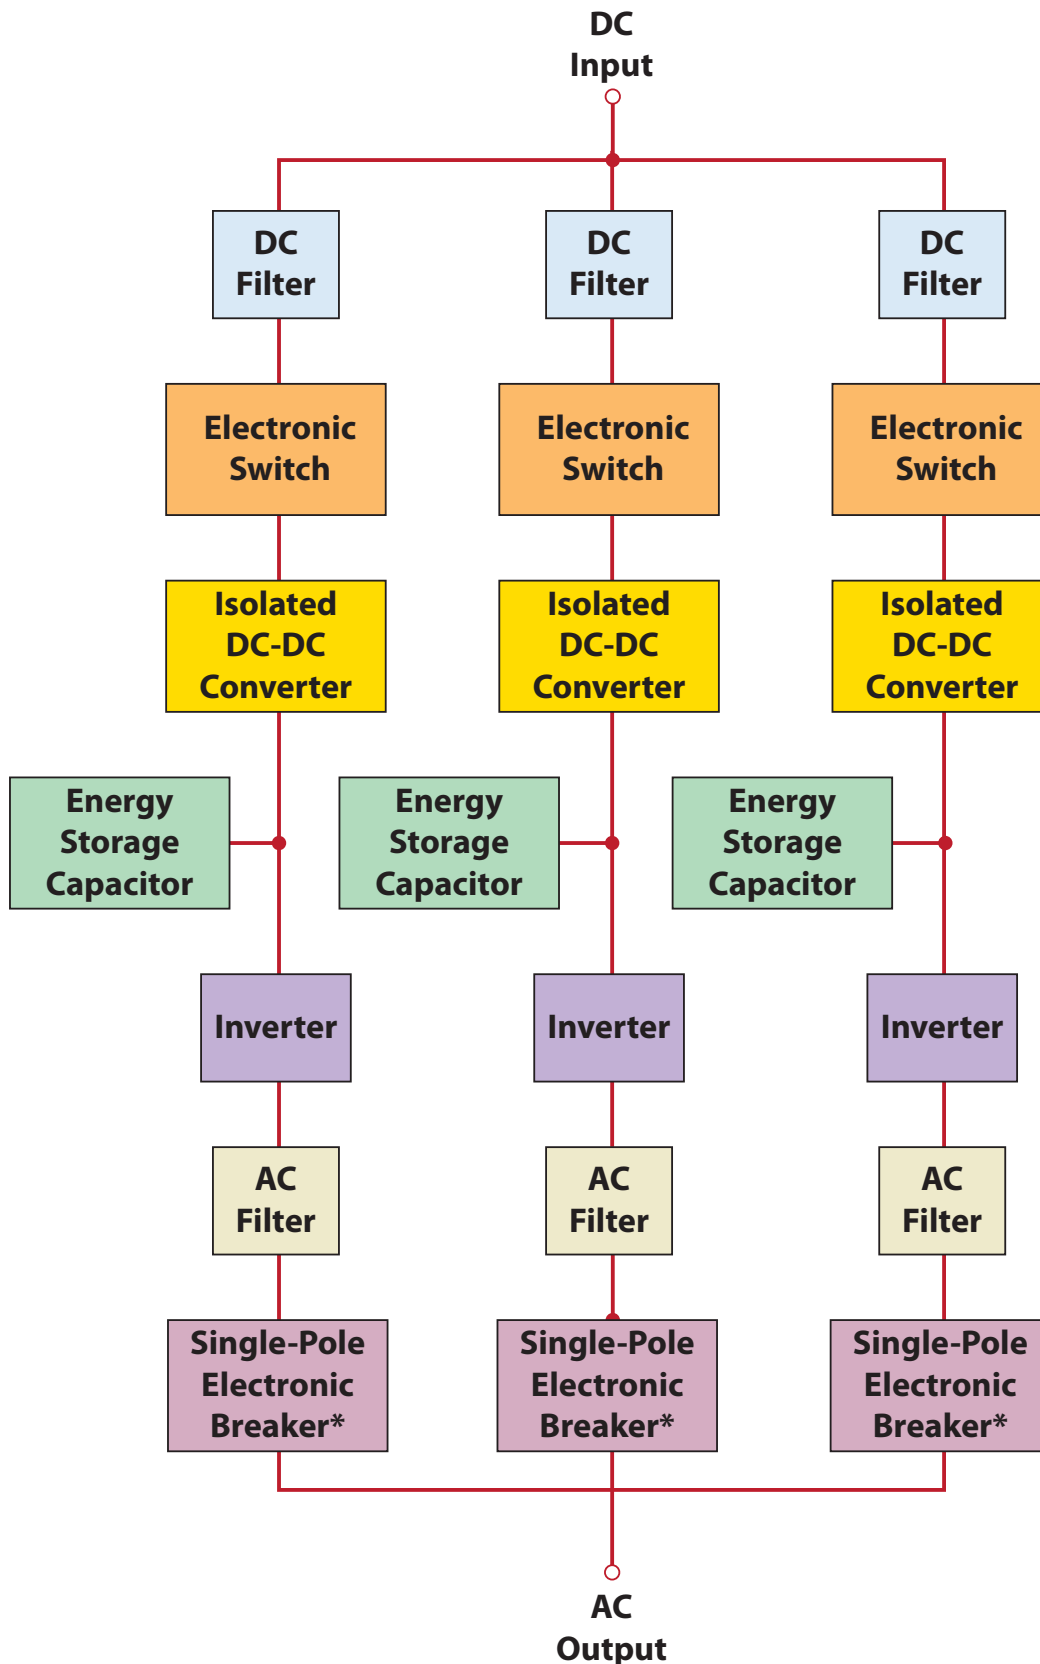 DC
Input
DC
Filter
DC
Filter
DC
Filter
Electronic
Switch
Electronic
Switch
Electronic
Switch
Isolated
DC-DC
Converter
Isolated
DC-DC
Converter
Isolated
DC-DC
Converter
Energy
Storage
Capacitor
Energy
Storage
Capacitor
Energy
Storage
Capacitor
Inverter
Inverter
Inverter
AC
Filter
AC
Filter
AC
Filter
Single-Pole
Electronic
Breaker*
Single-Pole
Electronic
Breaker*
Single-Pole
Electronic
Breaker*
AC
Output